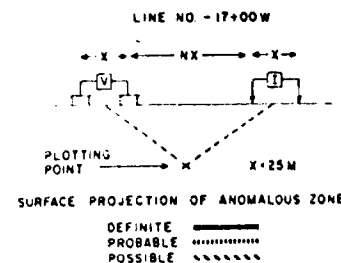 LINE NO. -17+00W
X NX X
V I
PLOTTING
POINT X=25M
SURFACE PROJECTION OF ANOMALOUS ZONE
DEFINITE
PROBABLE
POSSIBLE